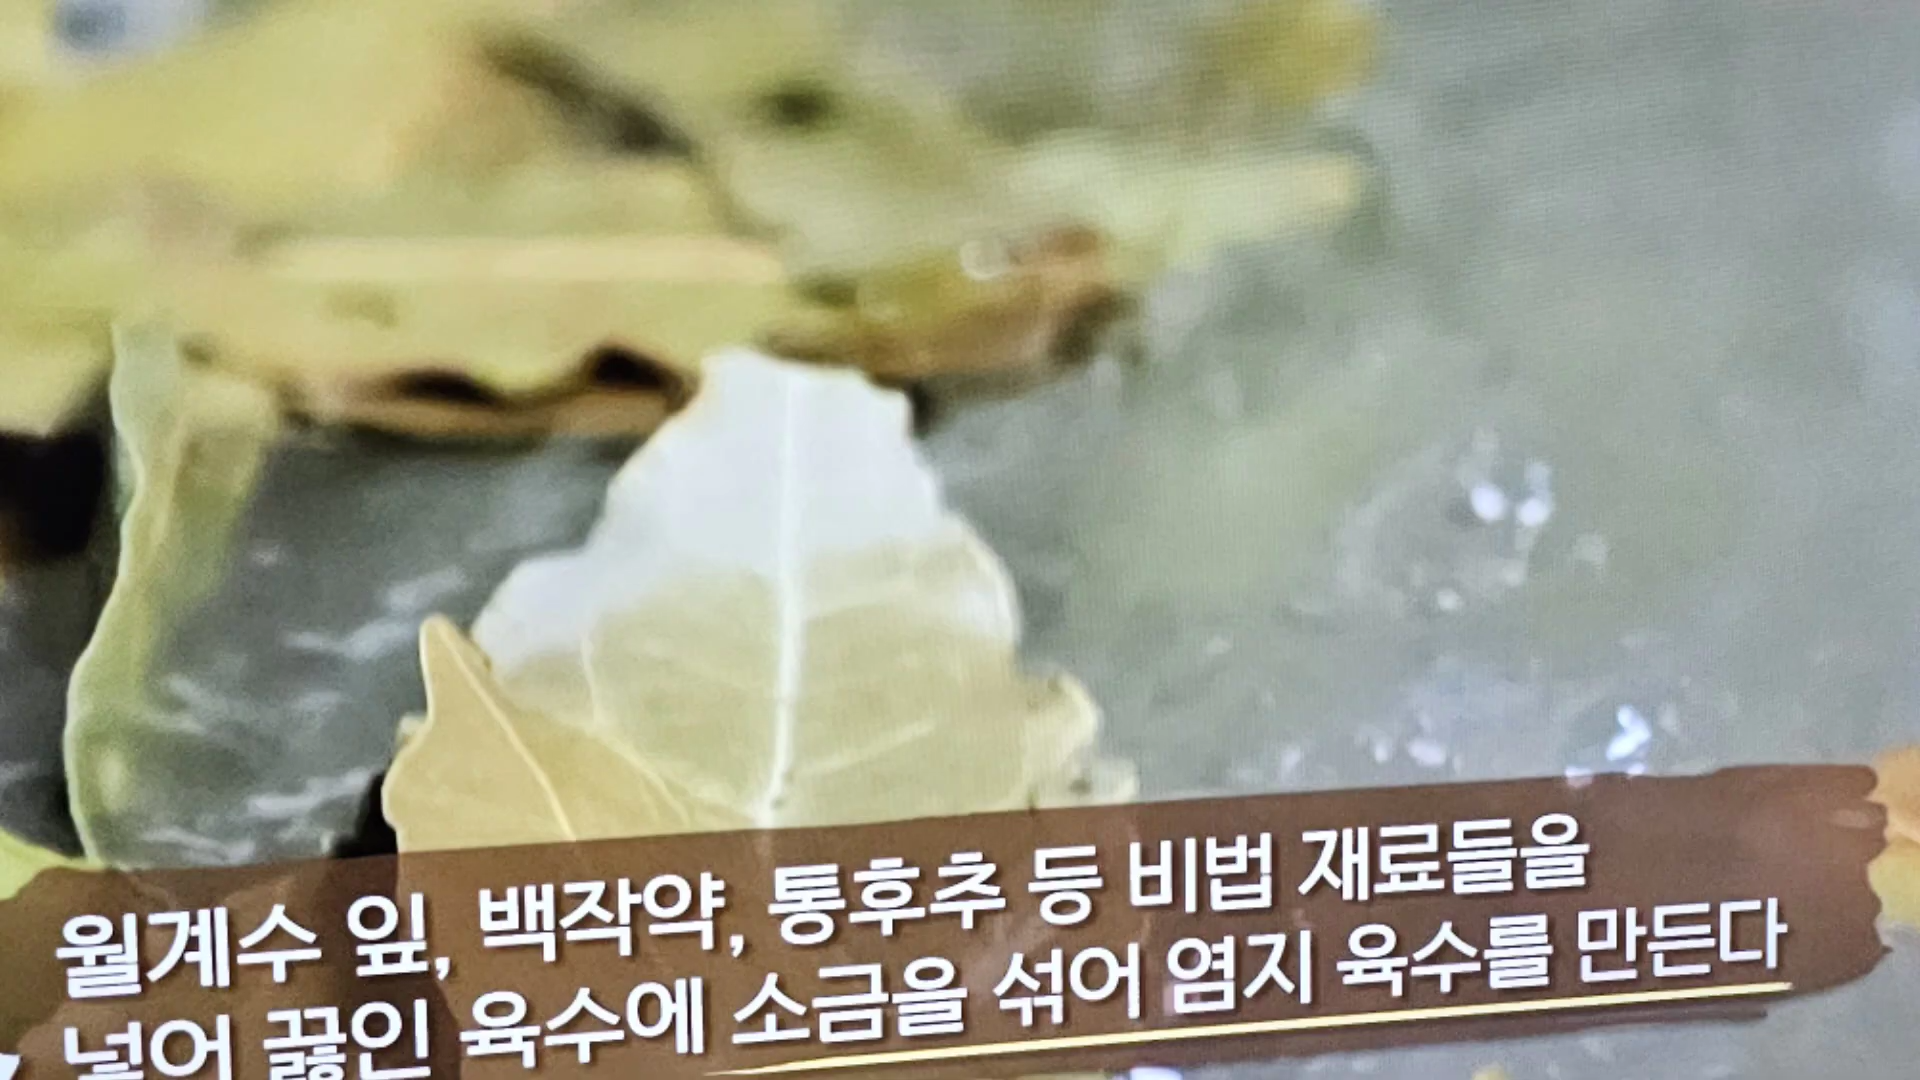 월계수 잎, 백작약, 통후추 등 비법 재료들을
넣어 끓인 육수에 소금을 섞어 염지 육수를 만든다